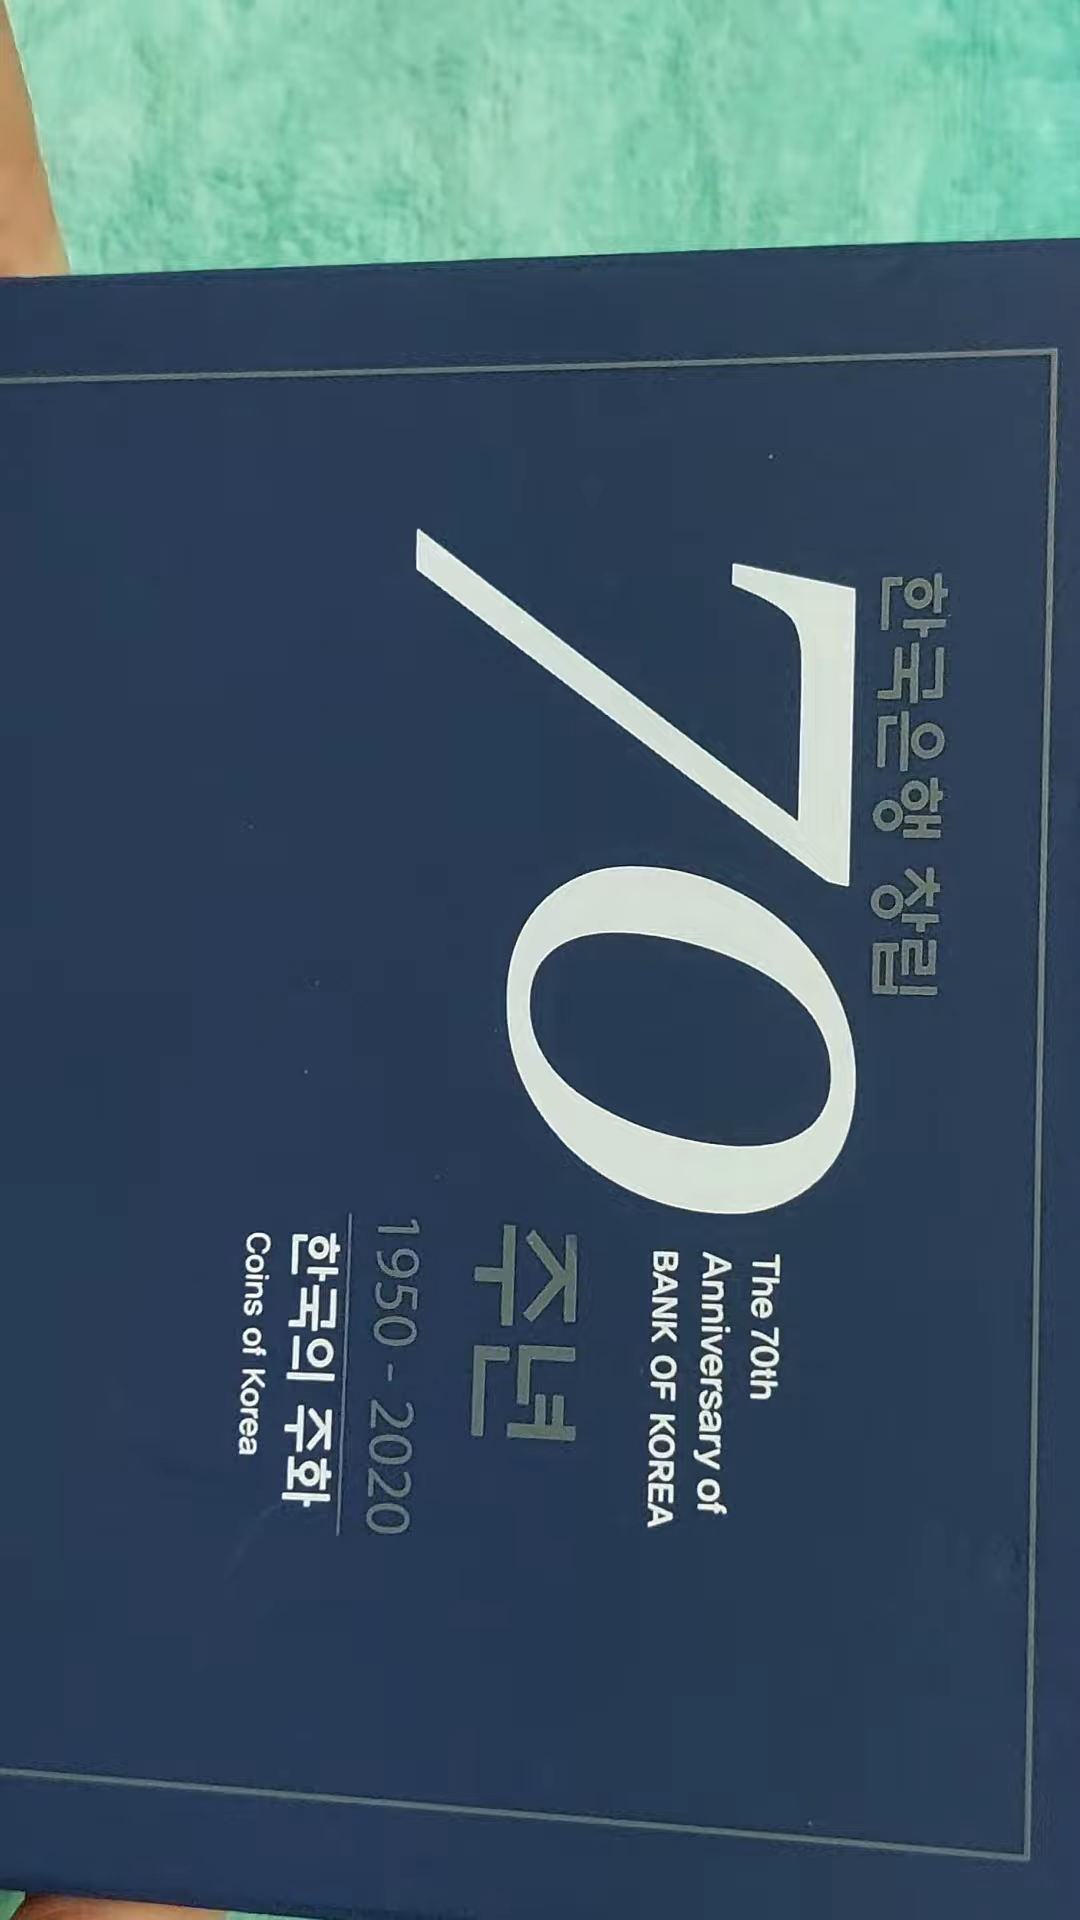 한국은행 창립
70
주년
The 70th
Anniversary of
BANK OF KOREA
1950 - 2020
한국의 주화
Coins of Korea